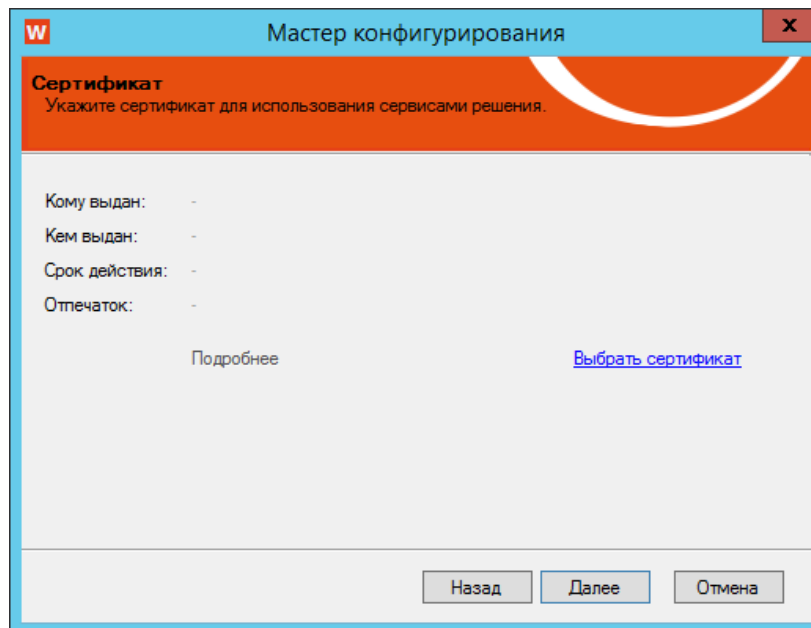 W
Мастер конфигурирования
x
Сертификат
Укажите сертификат для использования сервисами решения.
Кому выдан: -
Кем выдан: -
Срок действия: -
Отпечаток: -
Подробнее Выбрать сертификат
Назад Далее Отмена